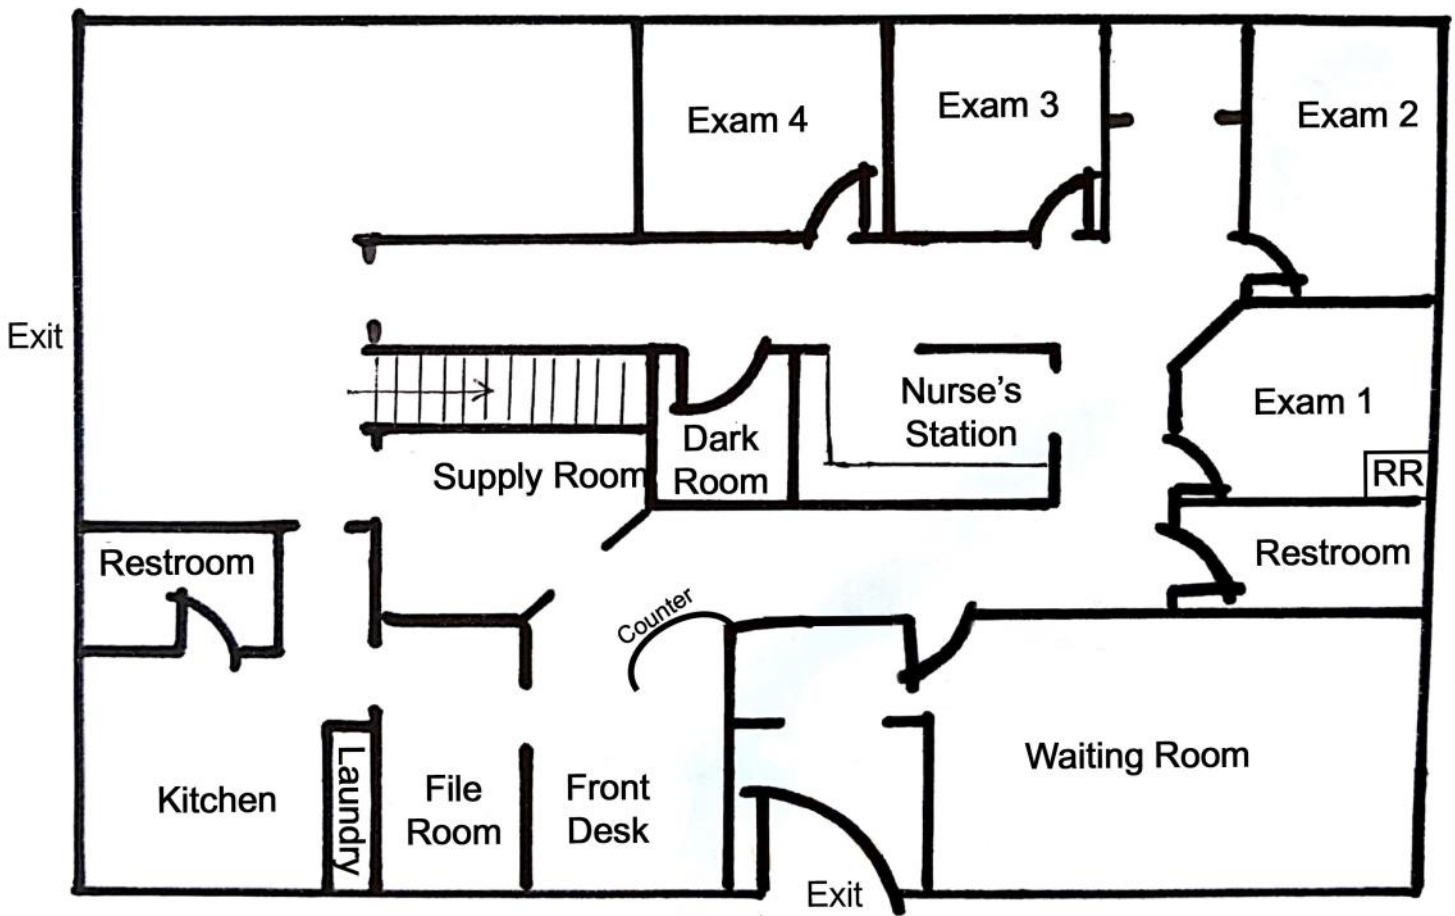 Exam 4
Exam 3
Exam 2
Exit
Nurse's
Station
Exam 1
Dark
Room
Supply Room
RR
Restroom
Restroom
Counter
Waiting Room
Kitchen
Laundry
File
Room
Front
Desk
Exit